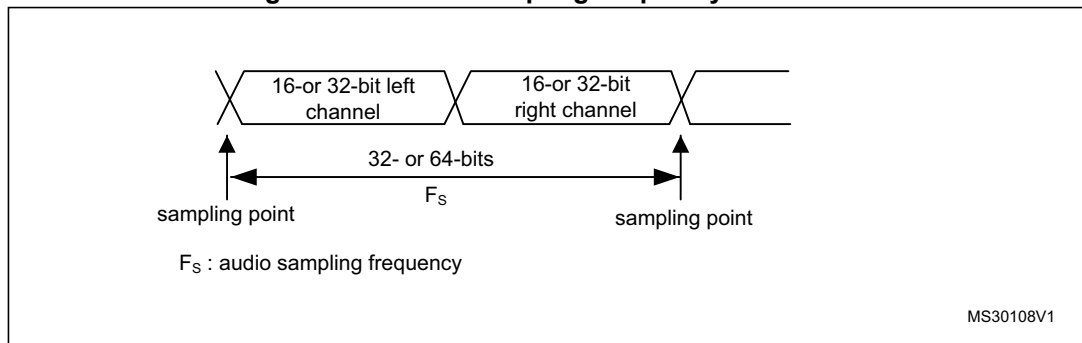 16-or 32-bit left
channel
16-or 32-bit
right channel
32- or 64-bits
FS
sampling point
sampling point
FS : audio sampling frequency
MS30108V1